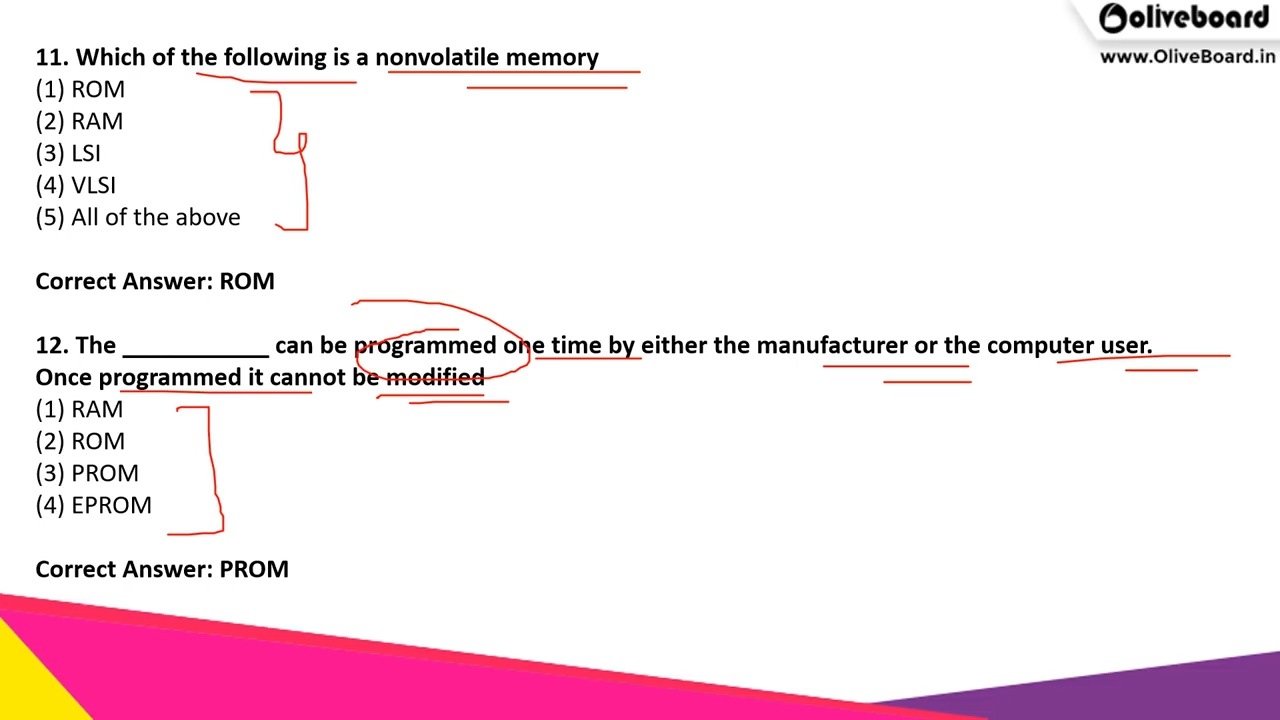 oliveboard
www.OliveBoard.in
11. Which of the following is a nonvolatile memory
(1) ROM
(2) RAM
(3) LSI
(4) VLSI
(5) All of the above
Correct Answer: ROM
12. The ___________ can be programmed one time by either the manufacturer or the computer user.
Once programmed it cannot be modified
(1) RAM
(2) ROM
(3) PROM
(4) EPROM
Correct Answer: PROM